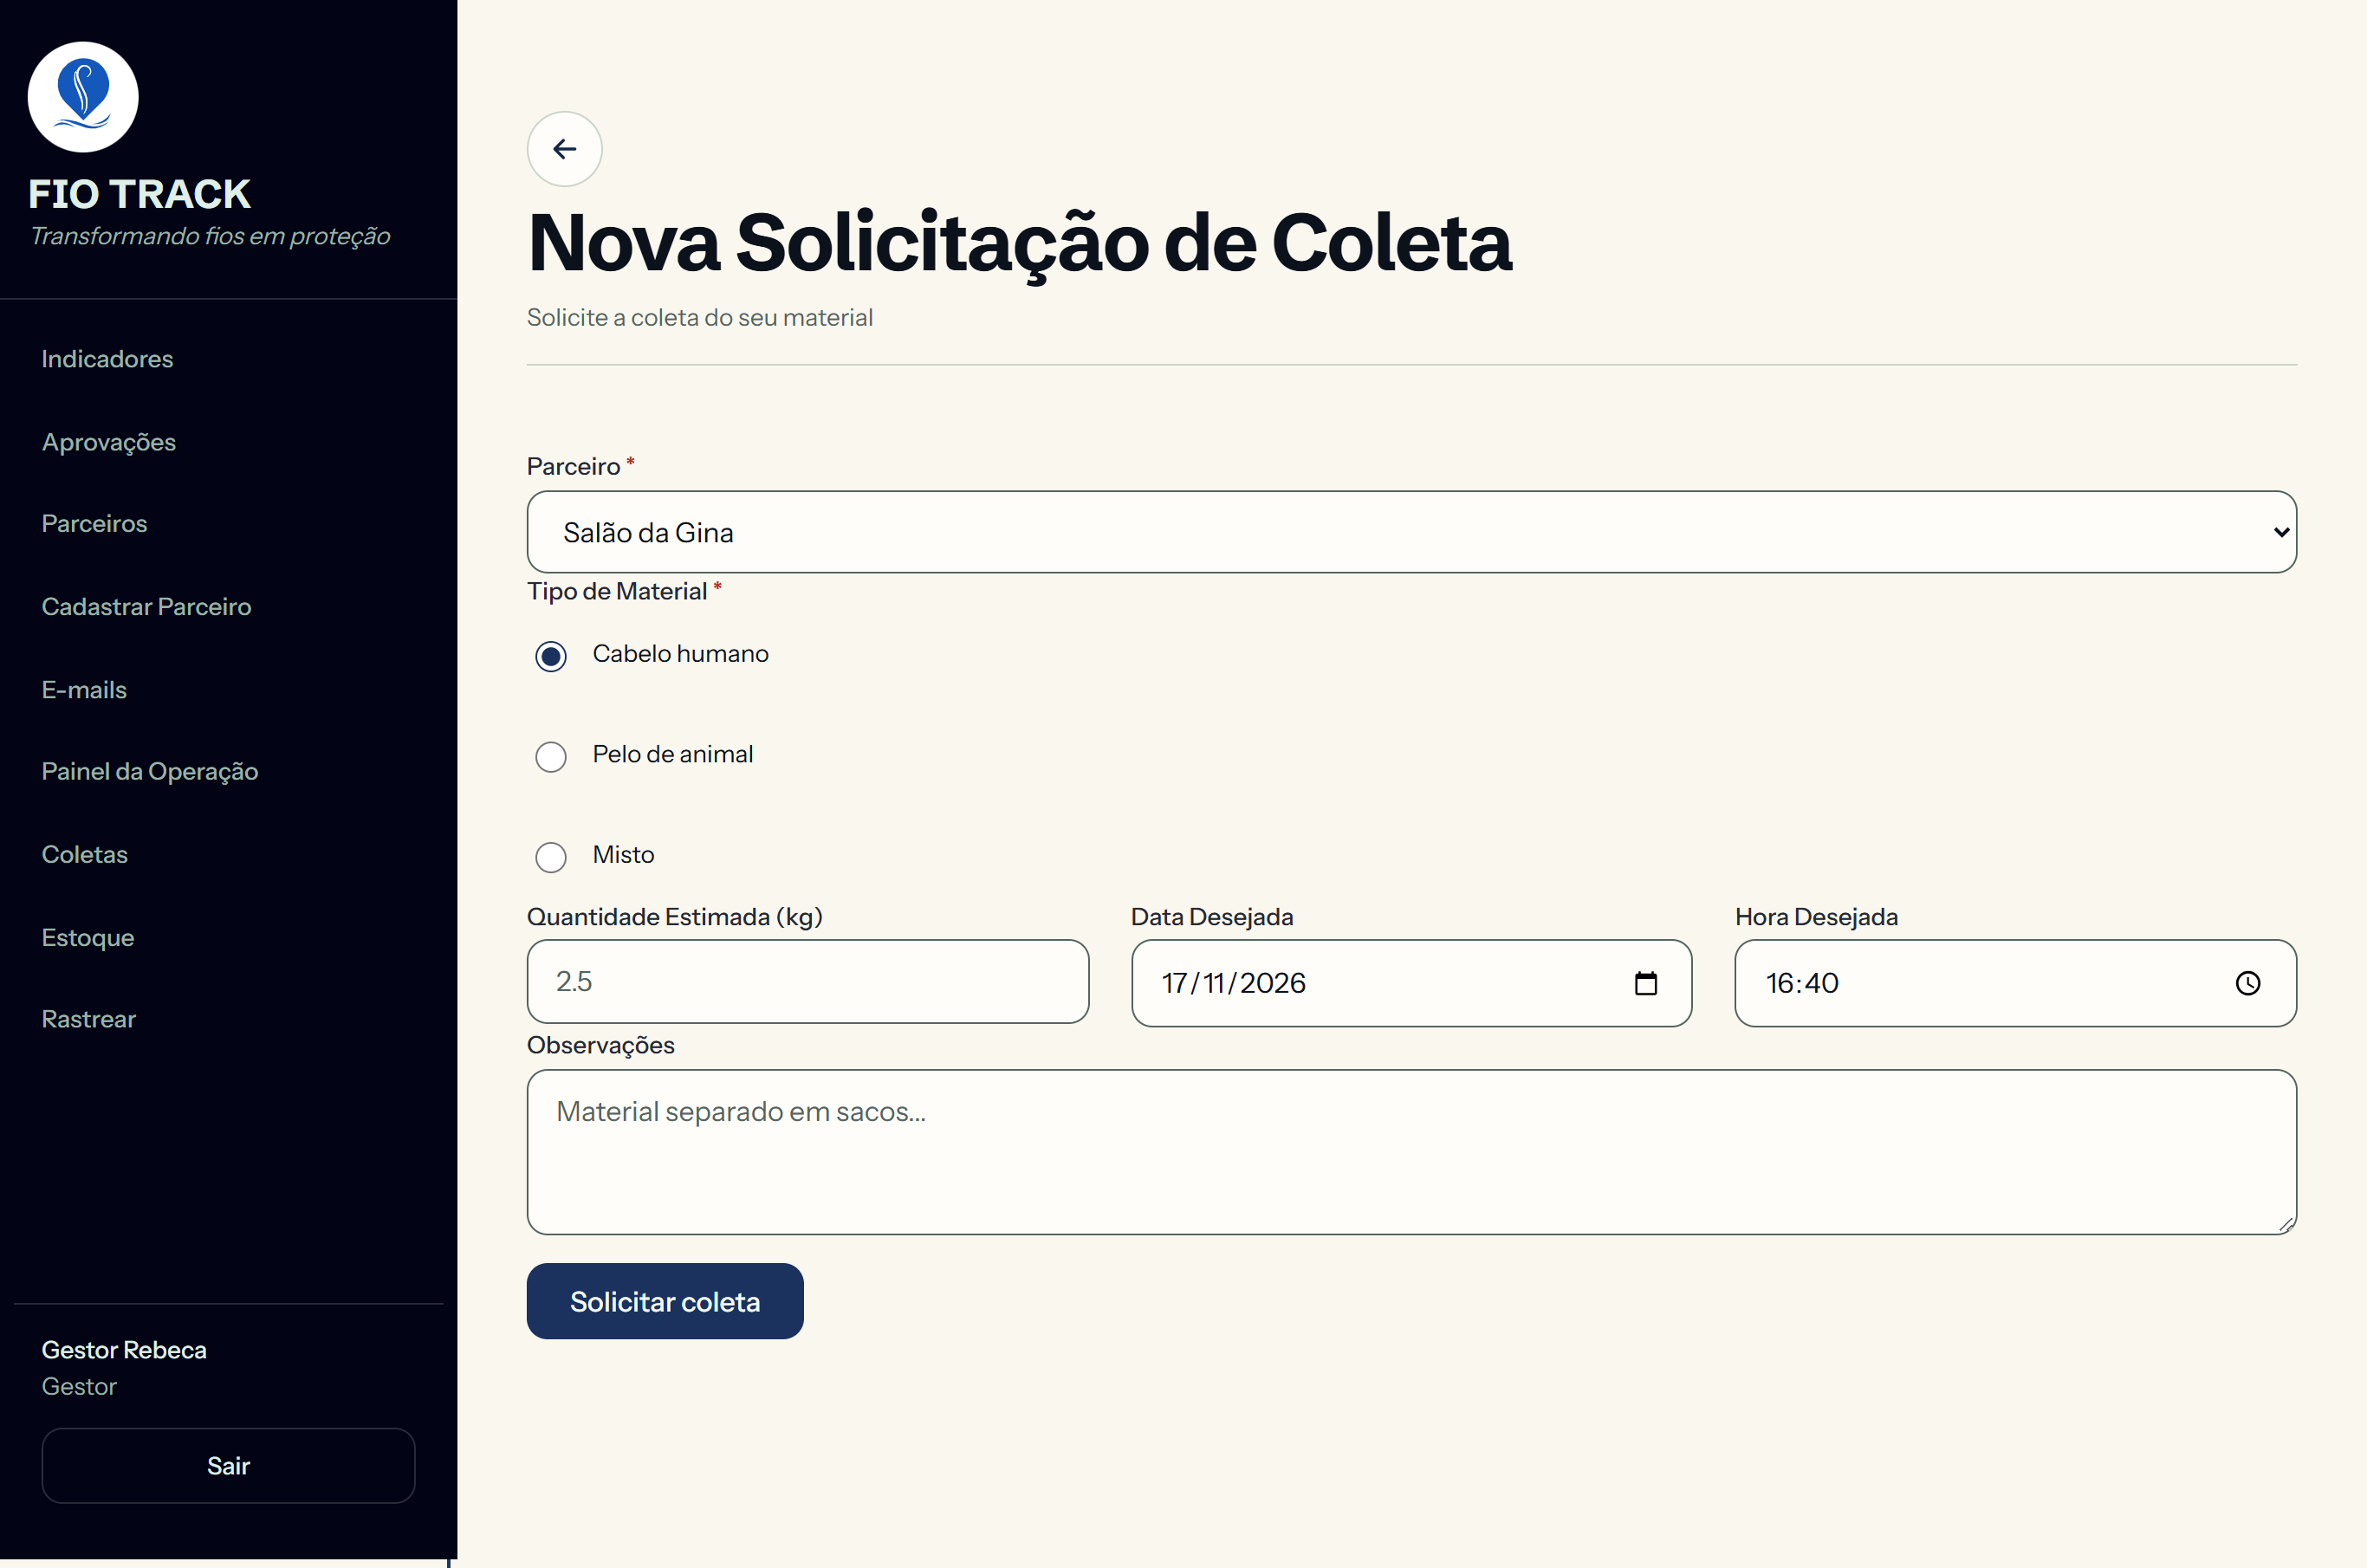 FIO TRACK
Transformando fios em proteção
Indicadores
Aprovações
Parceiros
Cadastrar Parceiro
E-mails
Painel da Operação
Coletas
Estoque
Rastrear
Gestor Rebeca
Gestor
Sair
Nova Solicitação de Coleta
Solicite a coleta do seu material
Parceiro *
Salão da Gina
Tipo de Material *
Cabelo humano
Pelo de animal
Misto
Quantidade Estimada (kg) Data Desejada Hora Desejada
2.5 17/11/2026 16:40
Observações
Material separado em sacos...
Solicitar coleta